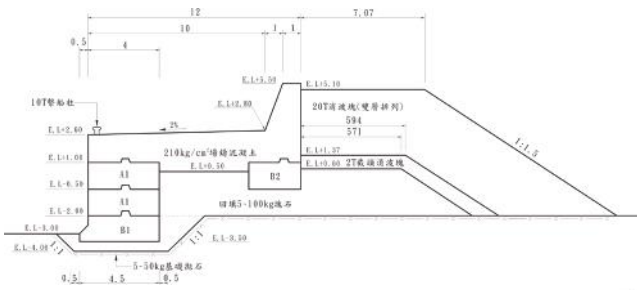 12
7.07
10
1
1
0.5
4
E.L+5.50
E.L+5.10
10T繫船柱
E.L+2.80
20T消波塊(雙層排列)
2%
594
E.L+2.60
571
210kg/cm²場鑄混凝土
E.L+1.37
E.L+1.00
E.L+0.50
E.L+0.60
2T截頭消波塊
A1
B2
1:1.5
E.L-0.50
A1
回填5-100kg塊石
E.L-2.00
B1
E.L-3.00
1:1
1:1
E.L-3.50
E.L-4.00
5-50kg基礎拋石
0.5
4.5
0.5